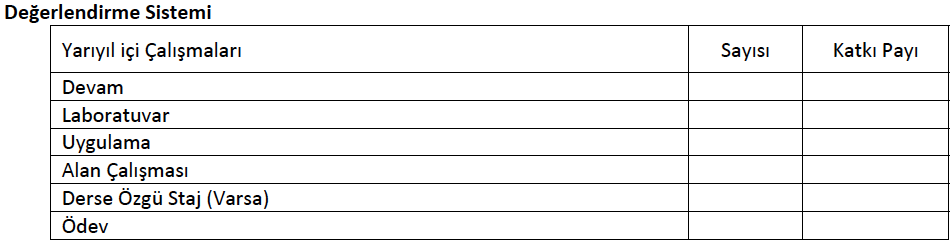 Değerlendirme Sistemi
Yarıyıl içi Çalışmaları Sayısı Katkı Payı
Devam
Laboratuvar
Uygulama
Alan Çalışması
Derse Özgü Staj (Varsa)
Ödev